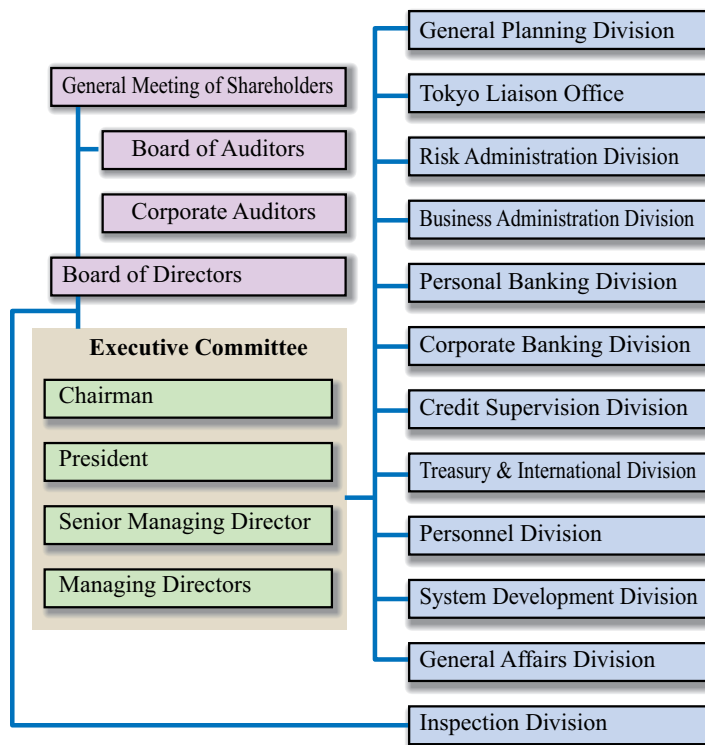 General Meeting of Shareholders
Board of Auditors
Corporate Auditors
Board of Directors
Executive Committee
Chairman
President
Senior Managing Director
Managing Directors
General Planning Division
Tokyo Liaison Office
Risk Administration Division
Business Administration Division
Personal Banking Division
Corporate Banking Division
Credit Supervision Division
Treasury & International Division
Personnel Division
System Development Division
General Affairs Division
Inspection Division